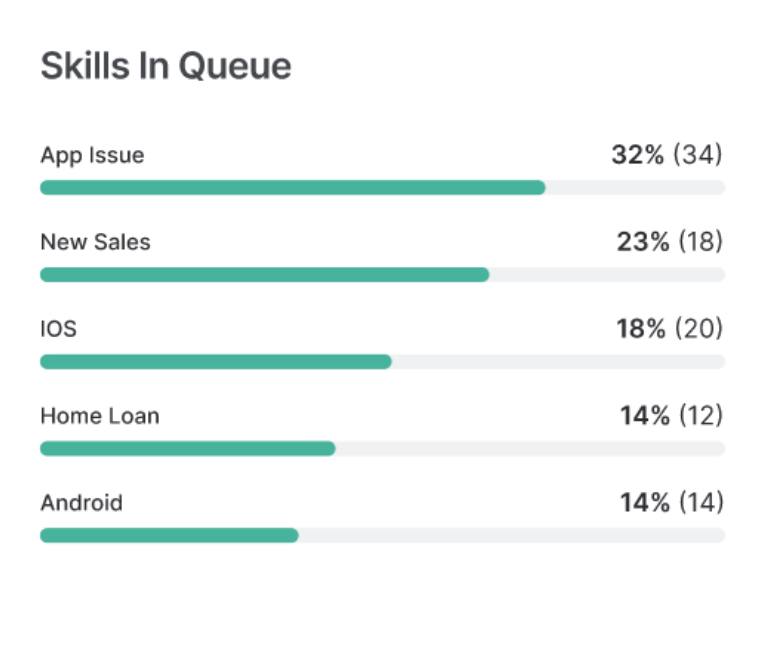 Skills In Queue
App Issue 32% (34)
New Sales 23% (18)
IOS 18% (20)
Home Loan 14% (12)
Android 14% (14)